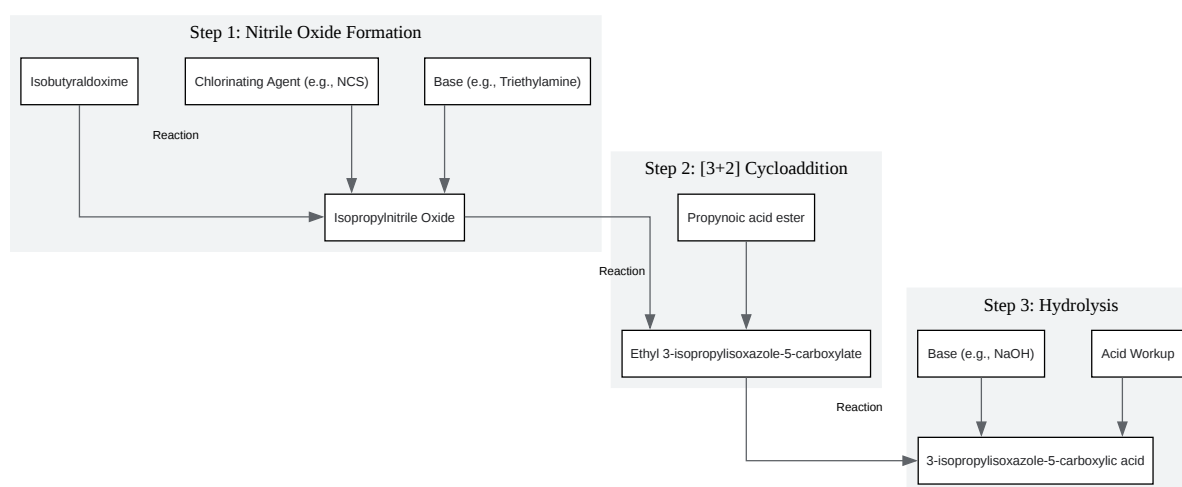 Step 1: Nitrile Oxide Formation
Isobutyraldoxime
Chlorinating Agent (e.g., NCS)
Base (e.g., Triethylamine)
Reaction
Isopropylnitrile Oxide
Step 2: [3+2] Cycloaddition
Propynoic acid ester
Reaction
Ethyl 3-isopropylisoxazole-5-carboxylate
Step 3: Hydrolysis
Base (e.g., NaOH)
Acid Workup
Reaction
3-isopropylisoxazole-5-carboxylic acid